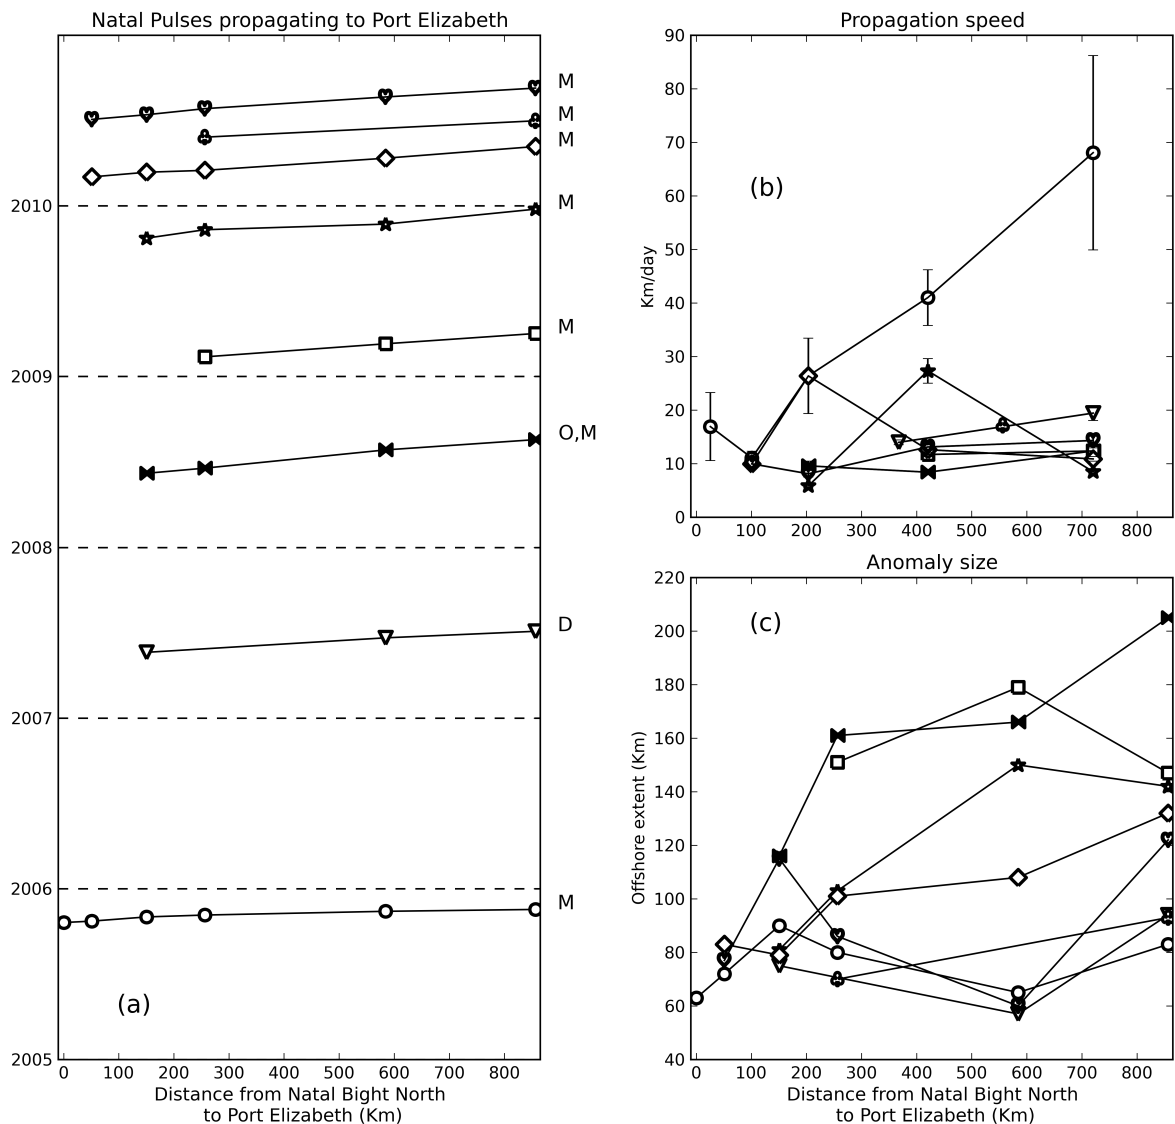 Natal Pulses propagating to Port Elizabeth
M
M
M
2010
M
M
2009
O,M
2008
D
2007
2006
M
(a)
2005
0 100 200 300 400 500 600 700 800
Distance from Natal Bight North
to Port Elizabeth (Km)
Propagation speed
90
80
70
(b)
60
50
Km/day
40
30
20
10
0
0 100 200 300 400 500 600 700 800
Anomaly size
220
(c)
200
180
160
140
Offshore extent (Km)
120
100
80
60
40
0 100 200 300 400 500 600 700 800
Distance from Natal Bight North
to Port Elizabeth (Km)